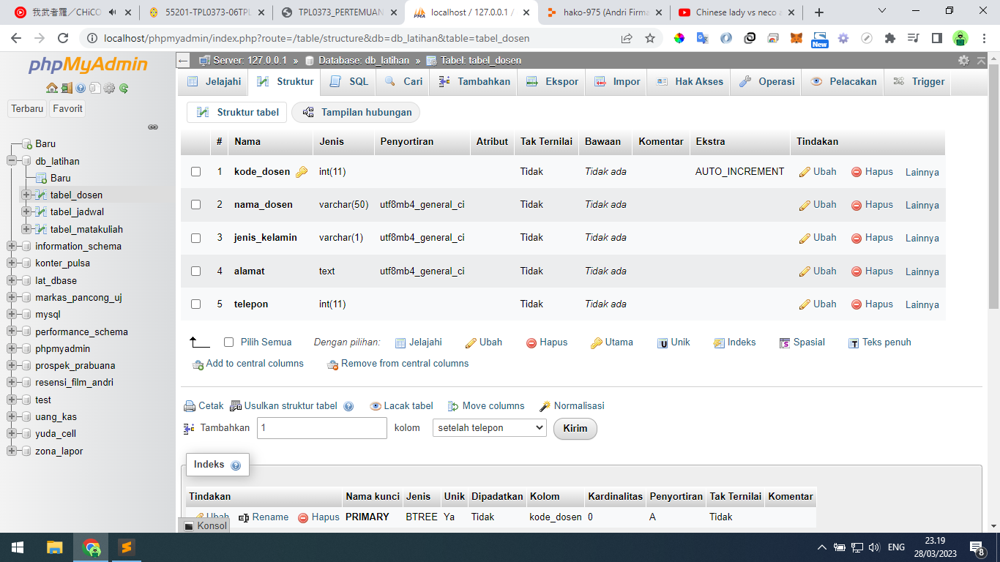 我武者羅／CHiCO
55201-TPL0373-06TPL
TPL0373_PERTEMUAN
localhost / 127.0.0.1 /
hako-975 (Andri Firma
Chinese lady vs neco a
localhost/phpmyadmin/index.php?route=/table/structure&db=db_latihan&table=tabel_dosen
New
phpMyAdmin
Terbaru Favorit
Baru
db_latihan
Baru
tabel_dosen
tabel_jadwal
tabel_matakuliah
information_schema
konter_pulsa
lat_dbase
markas_pancong_uj
mysql
performance_schema
phpmyadmin
prospek_prabuana
resensi_film_andri
test
uang_kas
yuda_cell
zona_lapor
Server: 127.0.0.1 » Database: db_latihan » Tabel: tabel_dosen
Jelajahi Struktur SQL Cari Tambahkan Ekspor Impor Hak Akses Operasi Pelacakan Trigger
Struktur tabel Tampilan hubungan
# Nama Jenis Penyortiran Atribut Tak Ternilai Bawaan Komentar Ekstra Tindakan
1 kode_dosen int(11) Tidak Tidak ada AUTO_INCREMENT Ubah Hapus Lainnya
2 nama_dosen varchar(50) utf8mb4_general_ci Tidak Tidak ada Ubah Hapus Lainnya
3 jenis_kelamin varchar(1) utf8mb4_general_ci Tidak Tidak ada Ubah Hapus Lainnya
4 alamat text utf8mb4_general_ci Tidak Tidak ada Ubah Hapus Lainnya
5 telepon int(11) Tidak Tidak ada Ubah Hapus Lainnya
Pilih Semua Dengan pilihan: Jelajahi Ubah Hapus Utama Unik Indeks Spasial Teks penuh
Add to central columns Remove from central columns
Cetak Usulkan struktur tabel Lacak tabel Move columns Normalisasi
Tambahkan 1 kolom setelah telepon Kirim
Indeks
Tindakan Nama kunci Jenis Unik Dipadatkan Kolom Kardinalitas Penyortiran Tak Ternilai Komentar
Ubah Rename Hapus PRIMARY BTREE Ya Tidak kode_dosen 0 A Tidak
Konsol
ENG
23.19
28/03/2023
8